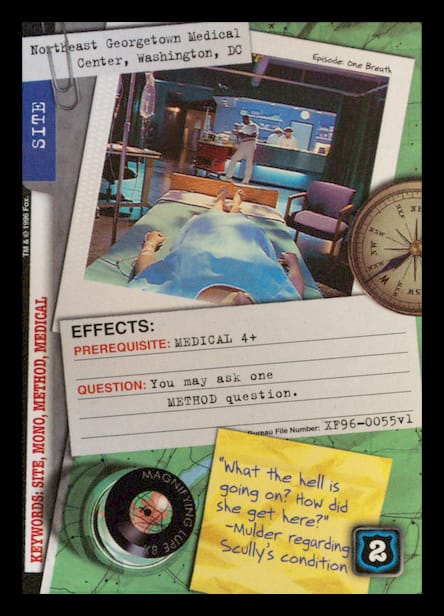 Northeast Georgetown Medical
Center, Washington, DC
Episode: One Breath
SITE
TM & © 1996 Fox.
KEYWORDS: SITE, MONO, METHOD, MEDICAL
EFFECTS:
PREREQUISITE: MEDICAL 4+
QUESTION: You may ask one
METHOD question.
Bureau File Number: XF96-0055v1
MAGNIFYING LUPE 8X
"What the hell is
going on? How did
she get here?"
-Mulder regarding
Scully's condition
2